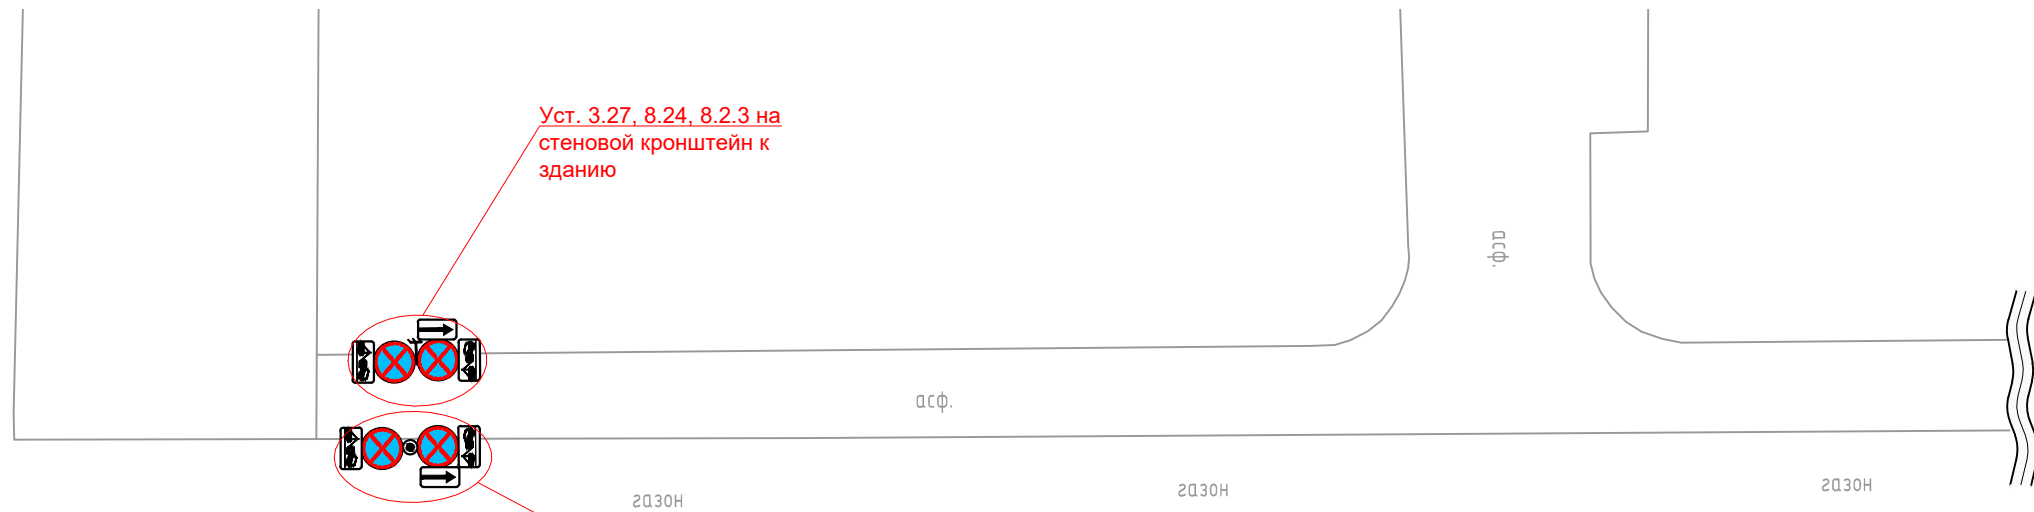 Уст. 3.27, 8.24, 8.2.3 на
стеновой кронштейн к
зданию
асф.
асф.
газон
газон
газон